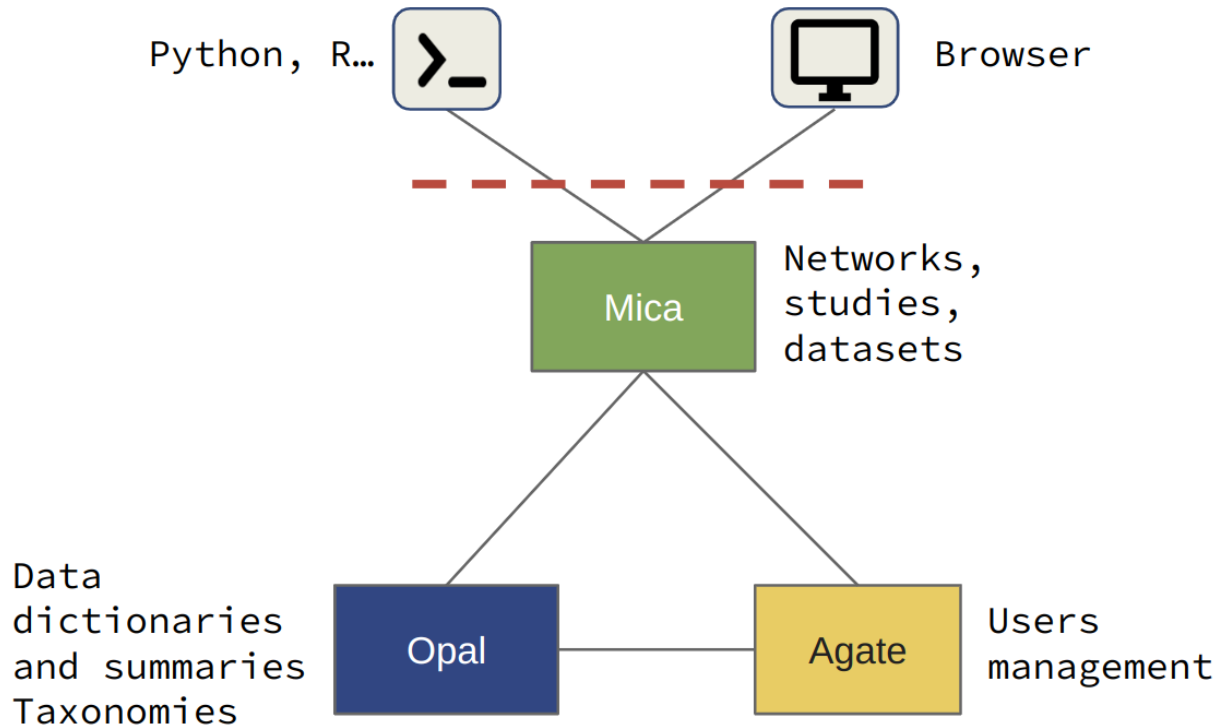 Python, R…
Browser
Mica
Networks,
studies,
datasets
Data
dictionaries
and summaries
Taxonomies
Opal
Agate
Users
management